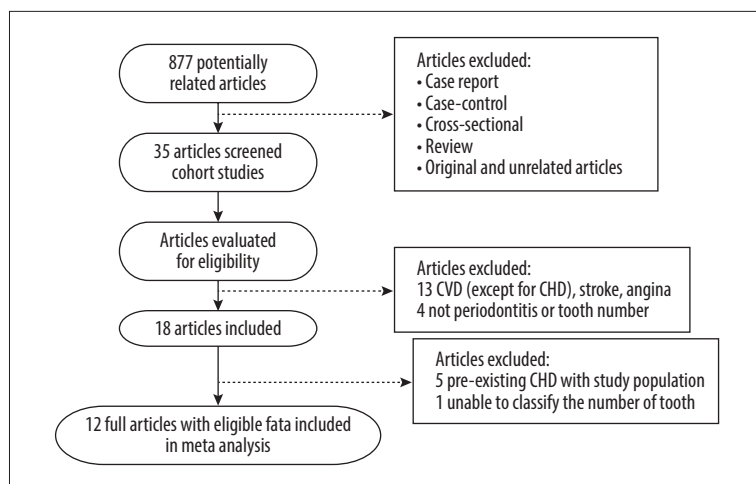 877 potentially
related articles
Articles excluded:
• Case report
• Case-control
• Cross-sectional
• Review
• Original and unrelated articles
35 articles screened
cohort studies
Articles evaluated
for eligibility
Articles excluded:
13 CVD (except for CHD), stroke, angina
4 not periodontitis or tooth number
18 articles included
Articles excluded:
5 pre-existing CHD with study population
1 unable to classify the number of tooth
12 full articles with eligible fata included
in meta analysis